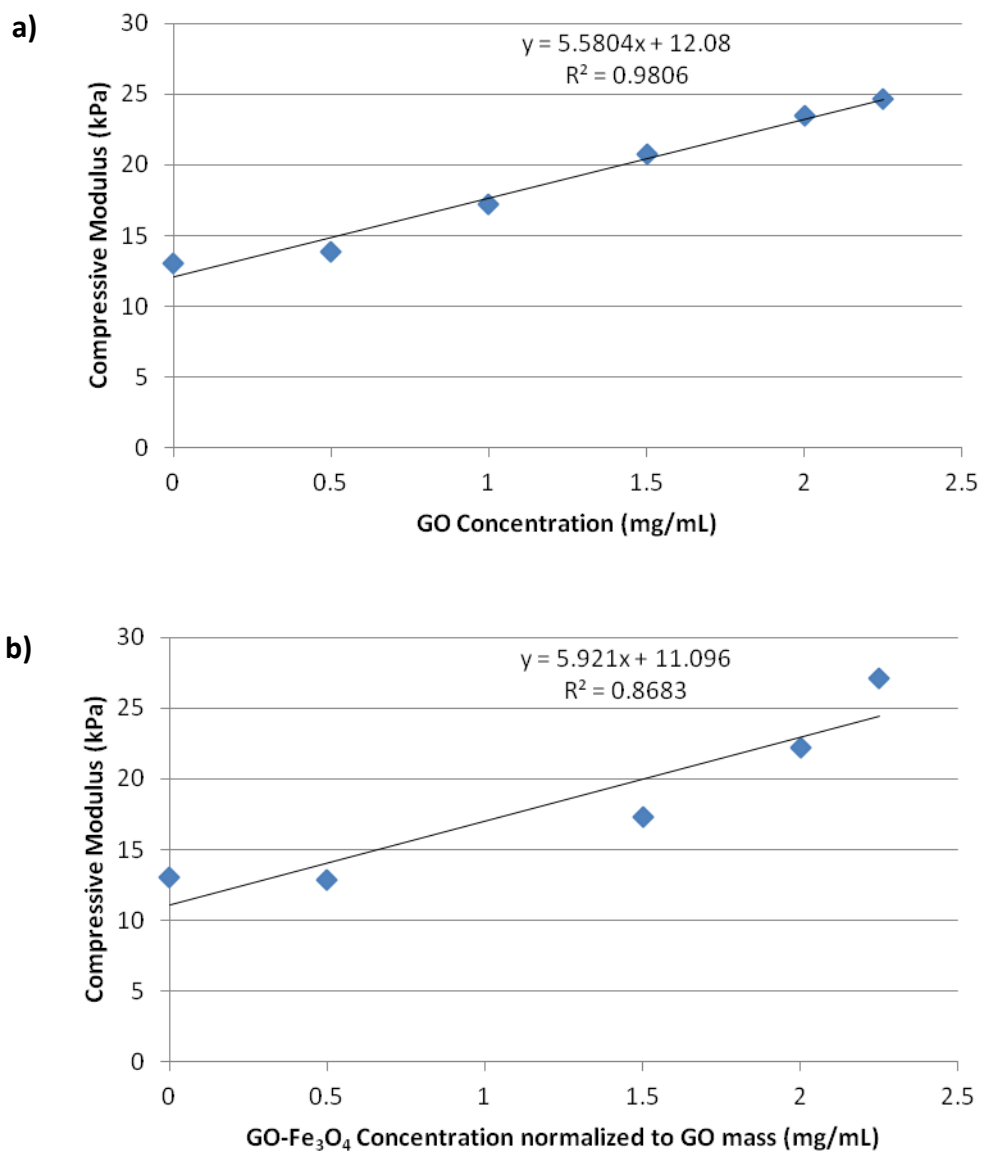 a)
30
25
20
15
10
5
0
Compressive Modulus (kPa)
y = 5.5804x + 12.08
R² = 0.9806
0 0.5 1 1.5 2 2.5
GO Concentration (mg/mL)
b)
30
25
20
15
10
5
0
Compressive Modulus (kPa)
y = 5.921x + 11.096
R² = 0.8683
0 0.5 1 1.5 2 2.5
GO-Fe₃O₄ Concentration normalized to GO mass (mg/mL)